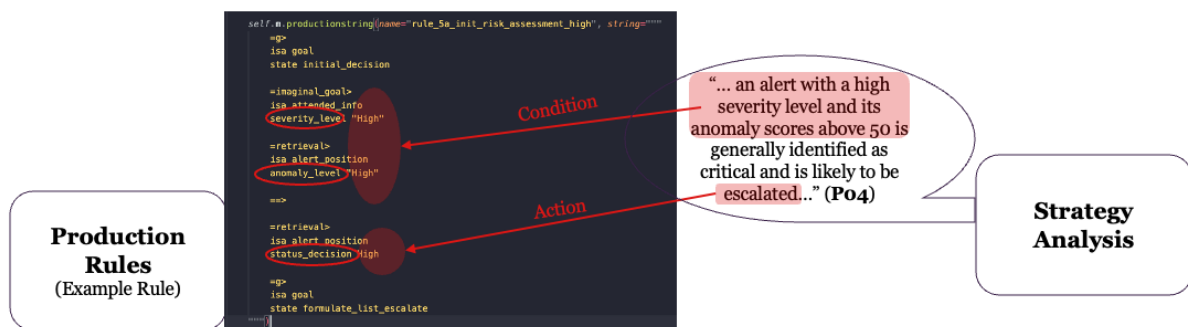 self.m.productionstring(name="rule_5a_init_risk_assessment_high", string="""
=g>
isa goal
state initial_decision
=imaginal_goal>
isa attended_info
severity_level "High"
=retrieval>
isa alert_position
anomaly_level "High"
==>
=retrieval>
isa alert_position
status_decision High
=g>
isa goal
state formulate_list_escalate
""")
Condition
Action
“... an alert with a high
severity level and its
anomaly scores above 50 is
generally identified as
critical and is likely to be
escalated...” (P04)
Production
Rules
(Example Rule)
Strategy
Analysis